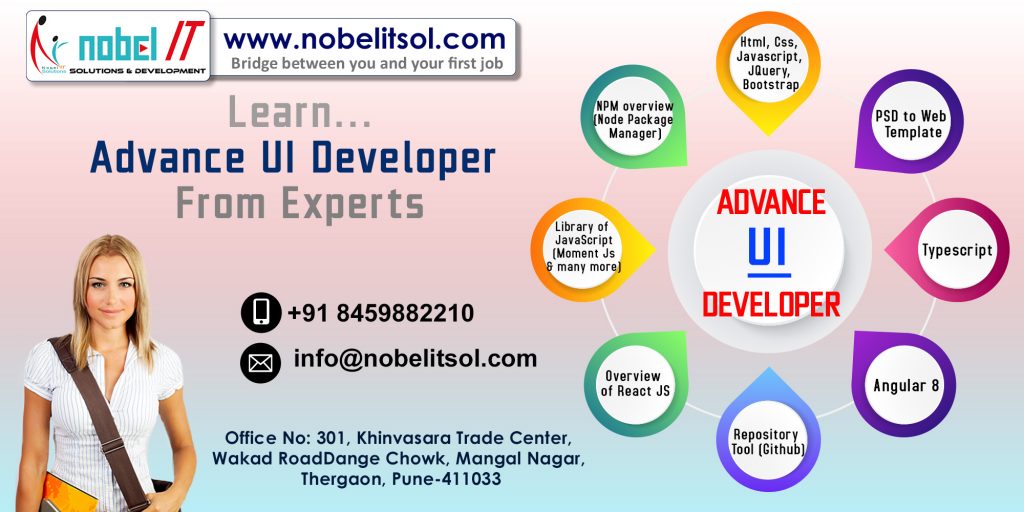 nobel IT
SOLUTIONS & DEVELOPMENT
www.nobelitsol.com
Bridge between you and your first job
Learn...
Advance UI Developer
From Experts
+91 8459882210
info@nobelitsol.com
Office No: 301, Khinvasara Trade Center,
Wakad RoadDange Chowk, Mangal Nagar,
Thergaon, Pune-411033
ADVANCE
UI
DEVELOPER
Html, Css,
Javascript,
JQuery,
Bootstrap
PSD to Web
Template
Typescript
Angular 8
Repository
Tool (Github)
Overview
of React JS
Library of
JavaScript
(Moment Js
& many more)
NPM overview
(Node Package
Manager)